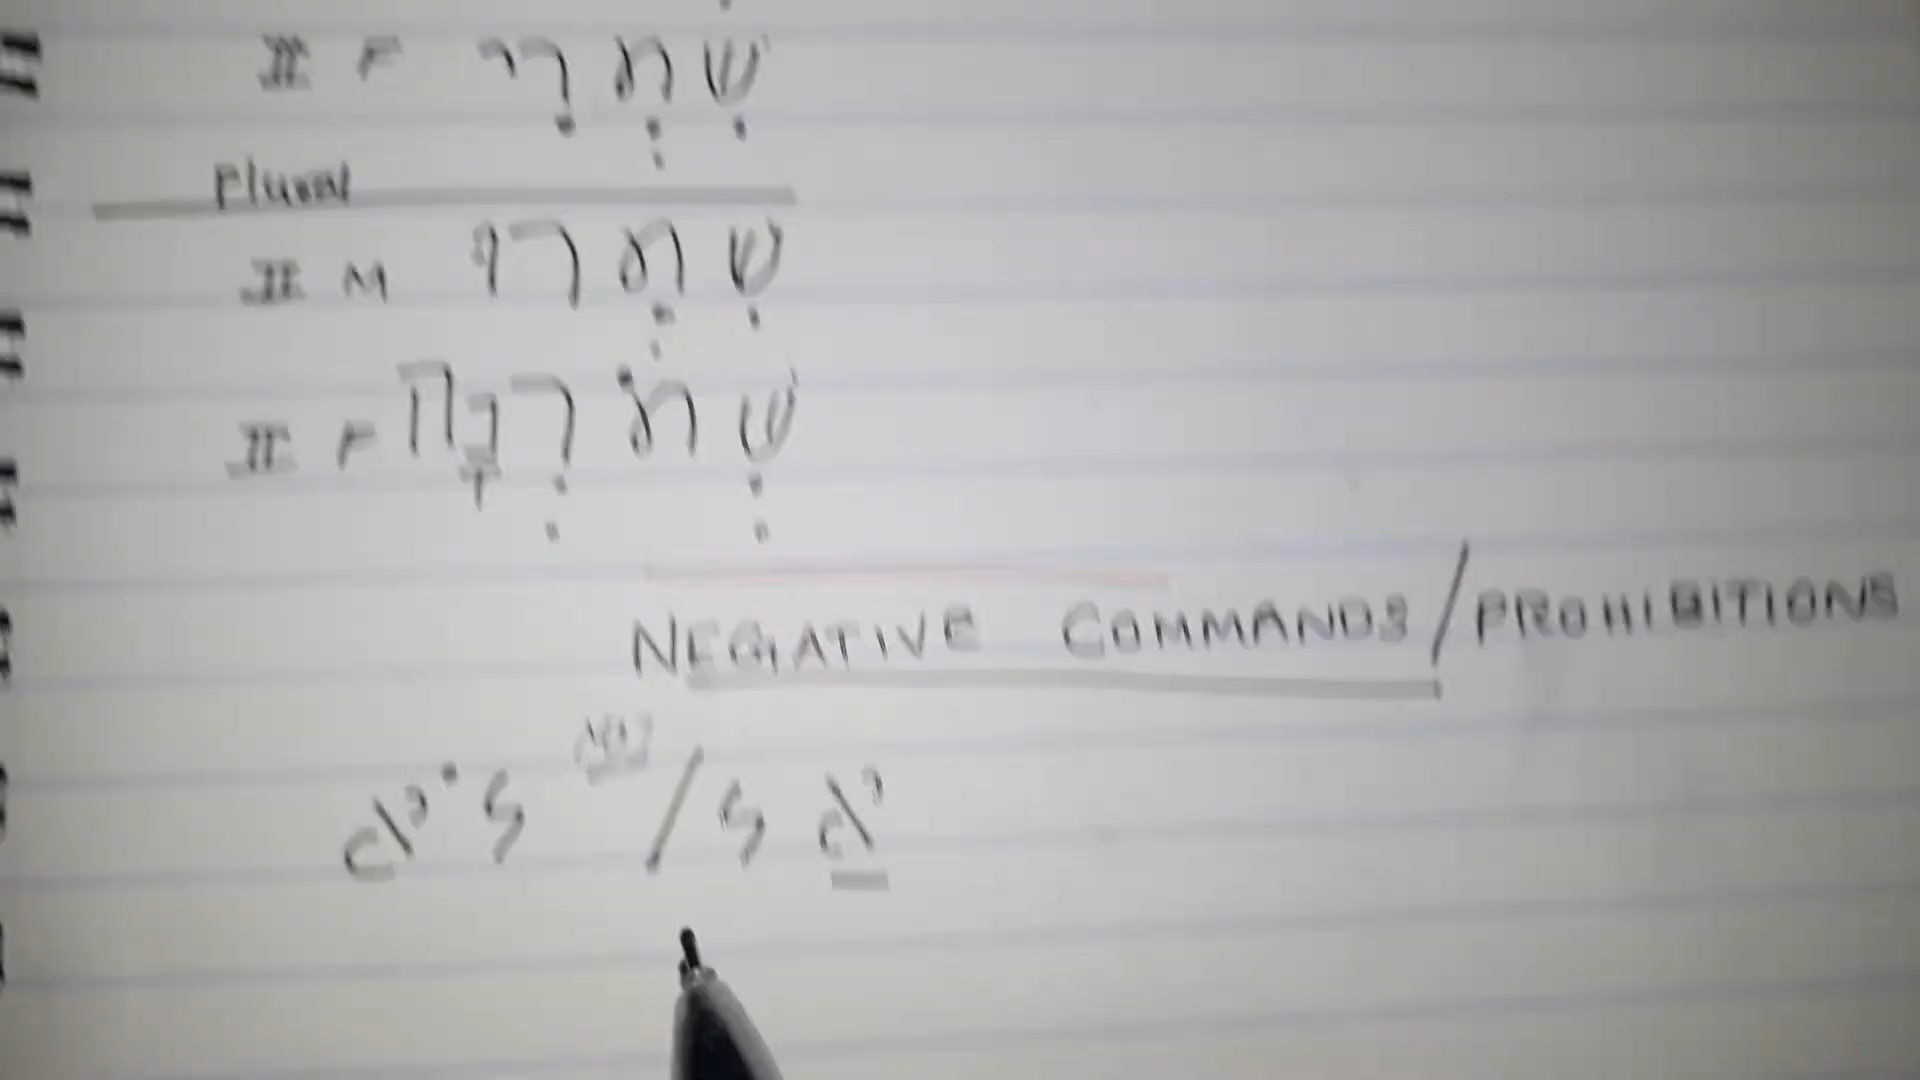 II F שִׁמְרִי
Plural
II M שִׁמְרוּ
II F שְׁמֹרְנָה
NEGATIVE COMMANDS/PROHIBITIONS
אַל / לֹא